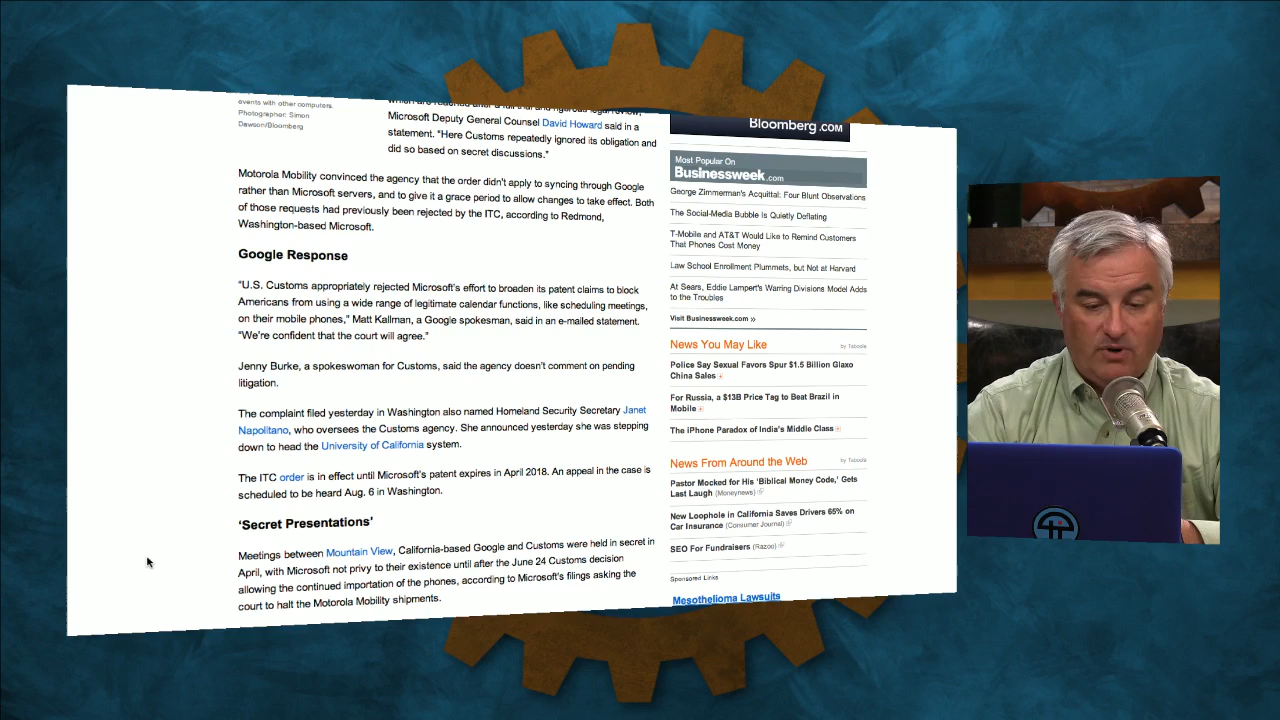 events with other computers.
Photographer: Simon
Dawson/Bloomberg
which are reached after a full trial and rigorous legal review,
Microsoft Deputy General Counsel David Howard said in a
statement. "Here Customs repeatedly ignored its obligation and
did so based on secret discussions."
Motorola Mobility convinced the agency that the order didn't apply to syncing through Google
rather than Microsoft servers, and to give it a grace period to allow changes to take effect. Both
of those requests had previously been rejected by the ITC, according to Redmond,
Washington-based Microsoft.
Google Response
"U.S. Customs appropriately rejected Microsoft's effort to broaden its patent claims to block
Americans from using a wide range of legitimate calendar functions, like scheduling meetings,
on their mobile phones," Matt Kallman, a Google spokesman, said in an e-mailed statement.
"We're confident that the court will agree."
Jenny Burke, a spokeswoman for Customs, said the agency doesn't comment on pending
litigation.
The complaint filed yesterday in Washington also named Homeland Security Secretary Janet
Napolitano, who oversees the Customs agency. She announced yesterday she was stepping
down to head the University of California system.
The ITC order is in effect until Microsoft's patent expires in April 2018. An appeal in the case is
scheduled to be heard Aug. 6 in Washington.
'Secret Presentations'
Meetings between Mountain View, California-based Google and Customs were held in secret in
April, with Microsoft not privy to their existence until after the June 24 Customs decision
allowing the continued importation of the phones, according to Microsoft's filings asking the
court to halt the Motorola Mobility shipments.
Bloomberg.COM
Most Popular On
Businessweek.com
George Zimmerman's Acquittal: Four Blunt Observations
The Social-Media Bubble Is Quietly Deflating
T-Mobile and AT&T Would Like to Remind Customers
That Phones Cost Money
Law School Enrollment Plummets, but Not at Harvard
At Sears, Eddie Lampert's Warring Divisions Model Adds
to the Troubles
Visit Businessweek.com »
News You May Like
by Taboola
Police Say Sexual Favors Spur $1.5 Billion Glaxo
China Sales
For Russia, a $13B Price Tag to Beat Brazil in
Mobile
The iPhone Paradox of India's Middle Class
News From Around the Web
by Taboola
Pastor Mocked for His 'Biblical Money Code,' Gets
Last Laugh (Moneynews)
New Loophole in California Saves Drivers 65% on
Car Insurance (Consumer Journal)
SEO For Fundraisers (Razoo)
Sponsored Links
Mesothelioma Lawsuits